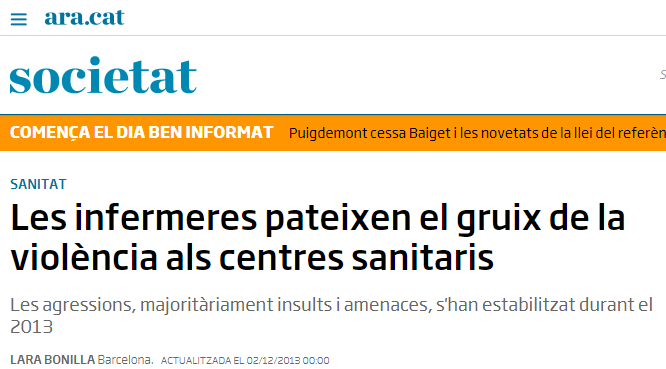 ara.cat
societat
COMENÇA EL DIA BEN INFORMAT Puigdemont cessa Baiget i les novetats de la llei del referèn
SANITAT
Les infermeres pateixen el gruix de la
violència als centres sanitaris
Les agressions, majoritàriament insults i amenaces, s'han estabilitzat durant el
2013
LARA BONILLA Barcelona. ACTUALITZADA EL 02/12/2013 00:00